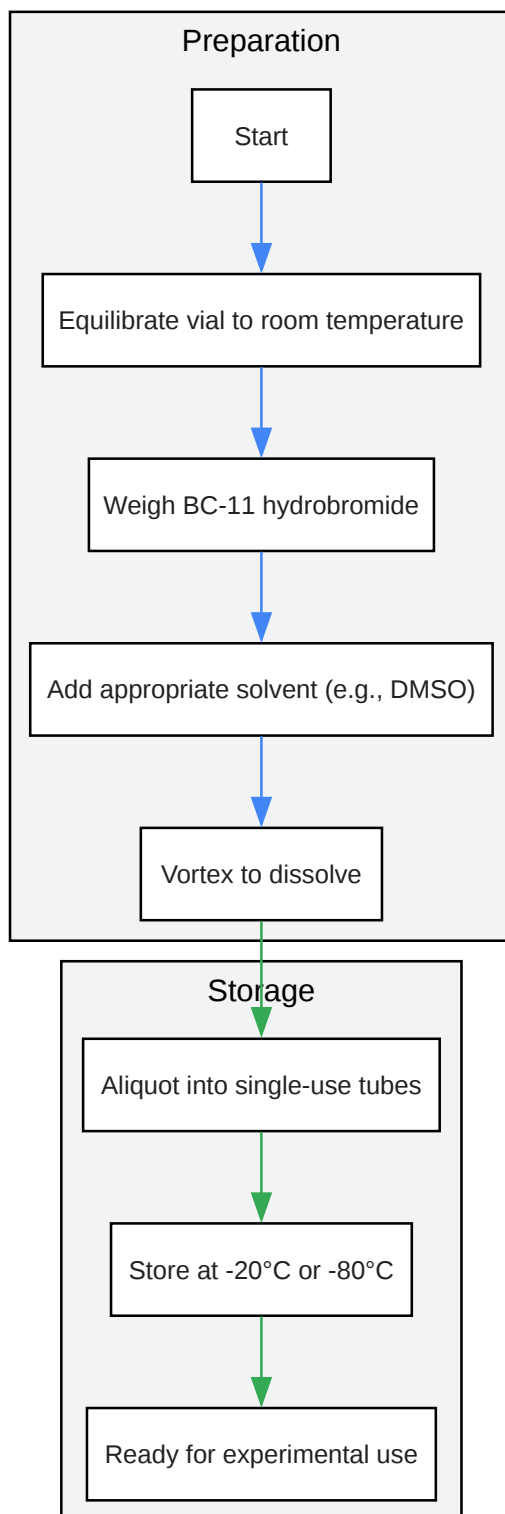 Preparation
Start
Equilibrate vial to room temperature
Weigh BC-11 hydrobromide
Add appropriate solvent (e.g., DMSO)
Vortex to dissolve
Storage
Aliquot into single-use tubes
Store at -20°C or -80°C
Ready for experimental use